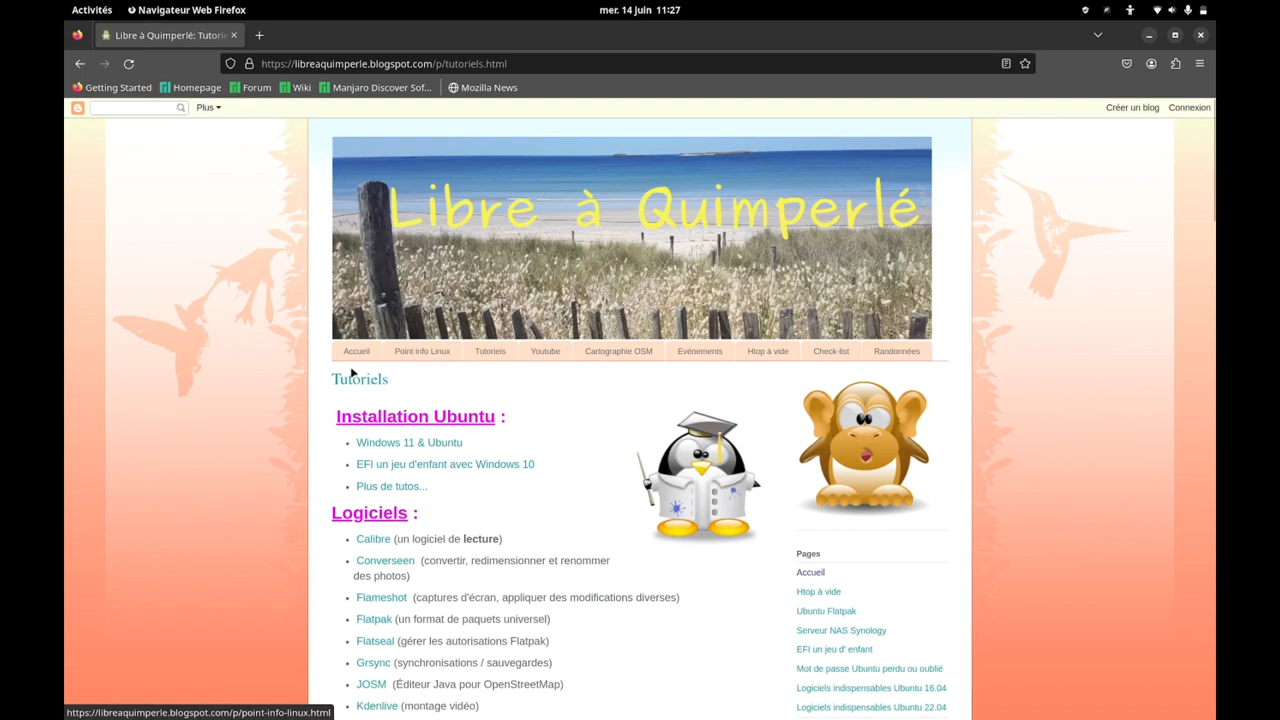 Activités
Navigateur Web Firefox
mer. 14 juin 11:27
Libre à Quimperlé: Tutorie
https://libreaquimperle.blogspot.com/p/tutoriels.html
Getting Started
Homepage
Forum
Wiki
Manjaro Discover Sof...
Mozilla News
Plus
Créer un blog
Connexion
Libre à Quimperlé
Accueil
Point info Linux
Tutoriels
Youtube
Cartographie OSM
Evénements
Htop à vide
Check-list
Randonnées
Tutoriels
Installation Ubuntu :
Windows 11 & Ubuntu
EFI un jeu d'enfant avec Windows 10
Plus de tutos...
Logiciels :
Calibre (un logiciel de lecture)
Converseen (convertir, redimensionner et renommer
des photos)
Flameshot (captures d'écran, appliquer des modifications diverses)
Flatpak (un format de paquets universel)
Flatseal (gérer les autorisations Flatpak)
Grsync (synchronisations / sauvegardes)
JOSM (Éditeur Java pour OpenStreetMap)
Kdenlive (montage vidéo)
Pages
Accueil
Htop à vide
Ubuntu Flatpak
Serveur NAS Synology
EFI un jeu d' enfant
Mot de passe Ubuntu perdu ou oublié
Logiciels indispensables Ubuntu 16.04
Logiciels indispensables Ubuntu 22.04
https://libreaquimperle.blogspot.com/p/point-info-linux.html